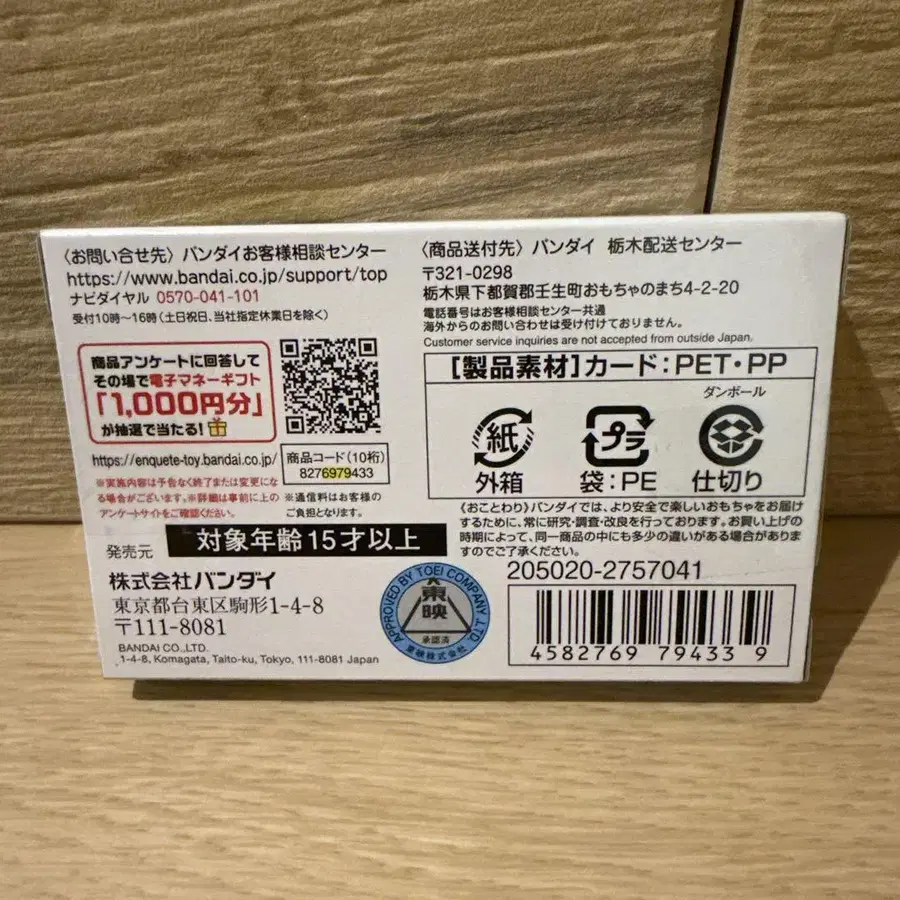 〈お問い合せ先〉バンダイお客様相談センター
https://www.bandai.co.jp/support/top
ナビダイヤル 0570-041-101
受付10時〜16時(土日祝日、当社指定休業日を除く)
商品アンケートに回答して
その場で電子マネーギフト
「1,000円分」
が抽選で当たる!
https://enquete-toy.bandai.co.jp/
※実施内容は予告なく終了または変更にな
る場合がございます。※詳細は事前に上の
アンケートサイトをご確認ください。
商品コード(10桁)
8276979433
※通信料はお客様の
ご負担となります。
対象年齢15才以上
発売元
株式会社バンダイ
東京都台東区駒形1-4-8
〒111-8081
BANDAI CO.,LTD.
1-4-8, Komagata, Taito-ku, Tokyo, 111-8081 Japan
APPROVED BY TOEI COMPANY, LTD.
東映
承認済
東映株式会社
〈商品送付先〉バンダイ 栃木配送センター
〒321-0298
栃木県下都賀郡壬生町おもちゃのまち4-2-20
電話番号はお客様相談センター共通
海外からのお問い合わせは受け付けておりません。
Customer service inquiries are not accepted from outside Japan.
[製品素材]カード:PET・PP
ダンボール
紙
プラ
外箱
袋:PE
仕切り
《おことわり》バンダイでは、より安全で楽しいおもちゃをお届け
するために、常に研究・調査・改良を行っております。お買い上げの
時期によって、同一商品の中にも多少の違いがある場合があります
のでご了承ください。
205020-2757041
4582769 794339